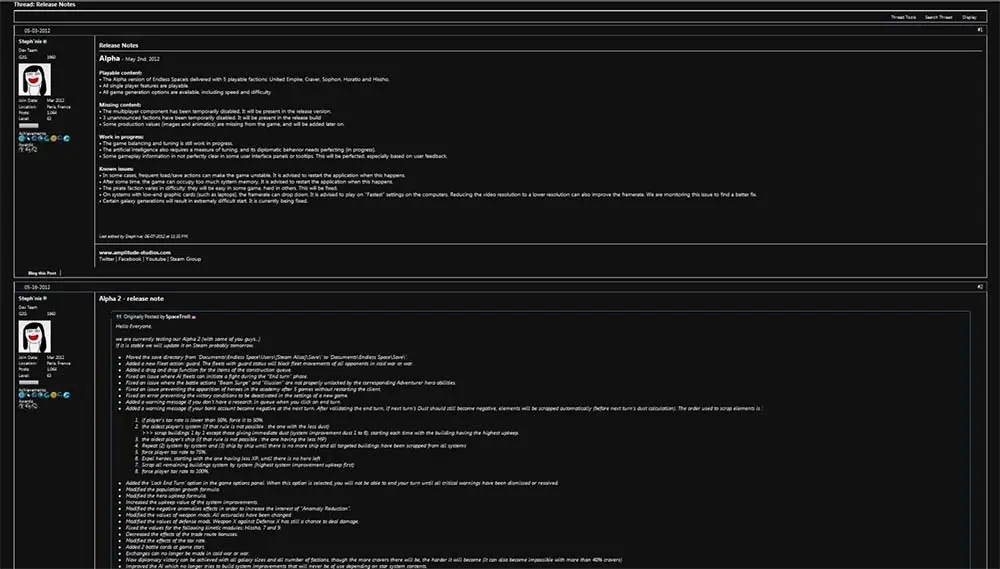 Thread: Release Notes
Thread Tools Search Thread Display
05-03-2012 #1
Steph'nie
Dev Team
G2G 1960
Join Date: Mar 2012
Location: Paris, France
Posts: 1,064
Level: 63
Achievements
Awards
Release Notes
Alpha - May 2nd, 2012
Playable content:
• The Alpha version of Endless Space is delivered with 5 playable factions: United Empire, Craver, Sophon, Horatio and Hissho.
• All single player features are playable.
• All game generation options are available, including speed and difficulty
Missing content:
• The multiplayer component has been temporarily disabled. It will be present in the release version.
• 3 unannounced factions have been temporarily disabled. It will be present in the release build
• Some production values (images and animatics) are missing from the game, and will be added later on.
Work in progress:
• The game balancing and tuning is still work in progress.
• The artificial intelligence also requires a measure of tuning, and its diplomatic behavior needs perfecting (in progress).
• Some gameplay information in not perfectly clear in some user interface panels or tooltips. This will be perfected, especially based on user feedback.
Known issues:
• In some cases, frequent load/save actions can make the game unstable. It is advised to restart the application when this happens.
• After some time, the game can occupy too much system memory. It is advised to restart the application when this happens.
• The pirate faction varies in difficulty: they will be easy in some game, hard in others. This will be fixed.
• On systems with low-end graphic cards (such as laptops), the framerate can drop down. It is advised to play on "Fastest" settings on the computers. Reducing the video resolution to a lower resolution can also improve the framerate. We are monitoring this issue to find a better fix.
• Certain galaxy generations will result in extremely difficult start. It is currently being fixed.
Last edited by Steph'nie; 06-07-2012 at 11:35 PM.
www.amplitude-studios.com
Twitter | Facebook | Youtube | Steam Group
Blog this Post
05-16-2012 #2
Steph'nie
Dev Team
G2G 1960
Join Date: Mar 2012
Location: Paris, France
Posts: 1,064
Level: 63
Achievements
Awards
Alpha 2 - release note
Originally Posted by SpaceTroll
Hello Everyone,
we are currently testing our Alpha 2 (with some of you guys...)
If it is stable we will update it on Steam probably tomorrow.
• Moved the save directory from 'Documents\Endless Space\Users\[Steam Alias]\Save\' to 'Documents\Endless Space\Save\'.
• Added a new Fleet action: guard. The fleets with guard status will block fleet movements of all opponents in cold war or war.
• Added a drag and drop function for the items of the construction queue.
• Fixed an issue where AI fleets can initiate a fight during the "End turn" phase.
• Fixed an issue where the battle actions "Beam Surge" and "Illusion" are not properly unlocked by the corresponding Adventurer hero abilities.
• Fixed an issue preventing the apparition of heroes in the academy after 5 games without restarting the client.
• Fixed an error preventing the victory conditions to be deactivated in the settings of a new game.
• Added a warning message if you don't have a research in queue when you click on end turn.
• Added a warning message if your bank account become negative at the next turn. After validating the end turn, if next turn's Dust should still become negative, elements will be scrapped automatically (before next turn's dust calculation). The order used to scrap elements is :
1. if player's tax rate is lower than 50%, force it to 50%.
2. the oldest player's system (if that rule is not possible : the one with the less dust)
>>> scrap buildings 1 by 1 except those giving immediate dust (system improvement dust 1 to 6), starting each time with the building having the highest upkeep.
3. the oldest player's ship (if that rule is not possible : the one having the less MP)
4. Repeat (2) system by system and (3) ship by ship until there is no more ship and all targeted buildings have been scrapped from all systems)
5. force player tax rate to 75%.
6. Expel heroes, starting with the one having less XP, until there is no hero left
7. Scrap all remaining buildings system by system (highest system improvement upkeep first)
8. force player tax rate to 100%.
• Added the 'Lock End Turn' option in the game options panel. When this option is selected, you will not be able to end your turn until all critical warnings have been dismissed or resolved.
• Modified the population growth formula.
• Modified the hero upkeep formula.
• Increased the upkeep value of the system improvements.
• Modified the negative anomalies effects in order to increase the interest of "Anomaly Reduction".
• Modified the values of weapon mods. All accuracies have been changed.
• Modified the values of defense mods. Weapon X against Defense X has still a chance to deal damage.
• Fixed the values for the following kinetic modules: Hissho, 7 and 9.
• Decreased the effects of the trade route bonuses.
• Modified the effects of the tax rate.
• Added 2 battle cards at game start.
• Exchanges can no longer be made in cold war or war.
• Now diplomacy victory can be achieved with all galaxy sizes and all number of factions, though the more cravers there will be, the harder it will become (it can also become impossible with more than 40% cravers)
• Improved the AI which no longer tries to build system improvements that will never be of use depending on star system contents.